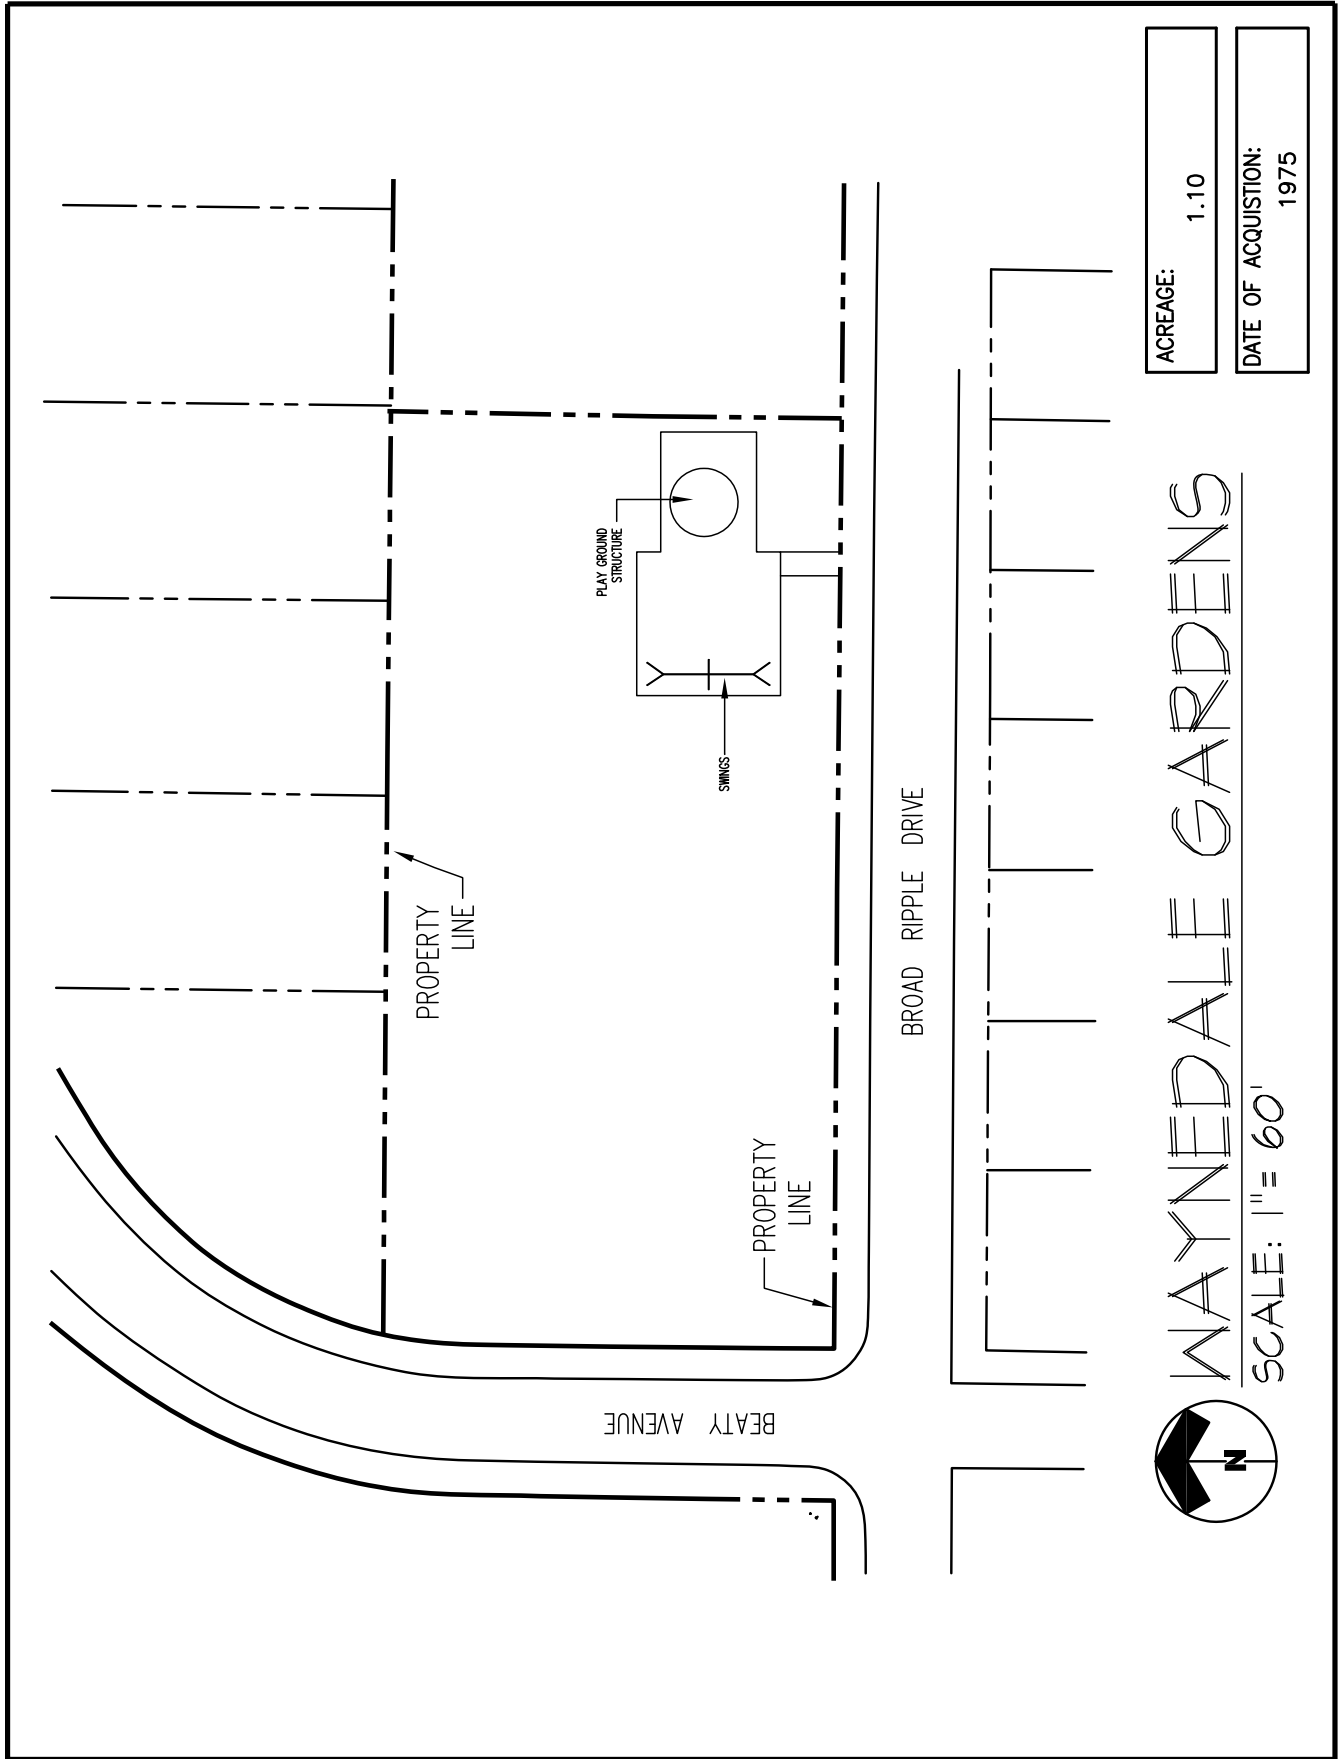 PLAY GROUND
STRUCTURE
SWINGS
PROPERTY
LINE
PROPERTY
LINE
BROAD RIPPLE DRIVE
BEATY AVENUE
ACREAGE:
1.10
DATE OF ACQUISTION:
1975
WAYNEDALE GARDENS
SCALE: 1"= 60'
N